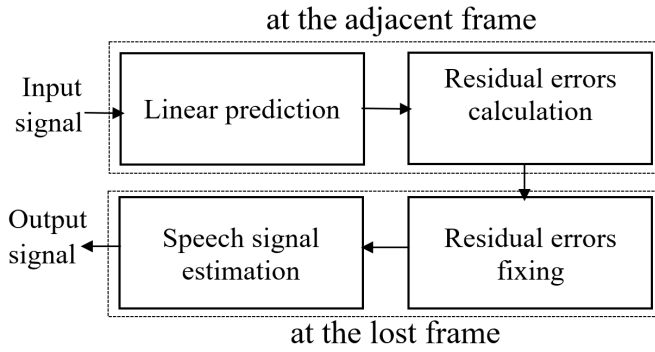 at the adjacent frame
Input
signal
Linear prediction
Residual errors
calculation
Output
signal
Speech signal
estimation
Residual errors
fixing
at the lost frame